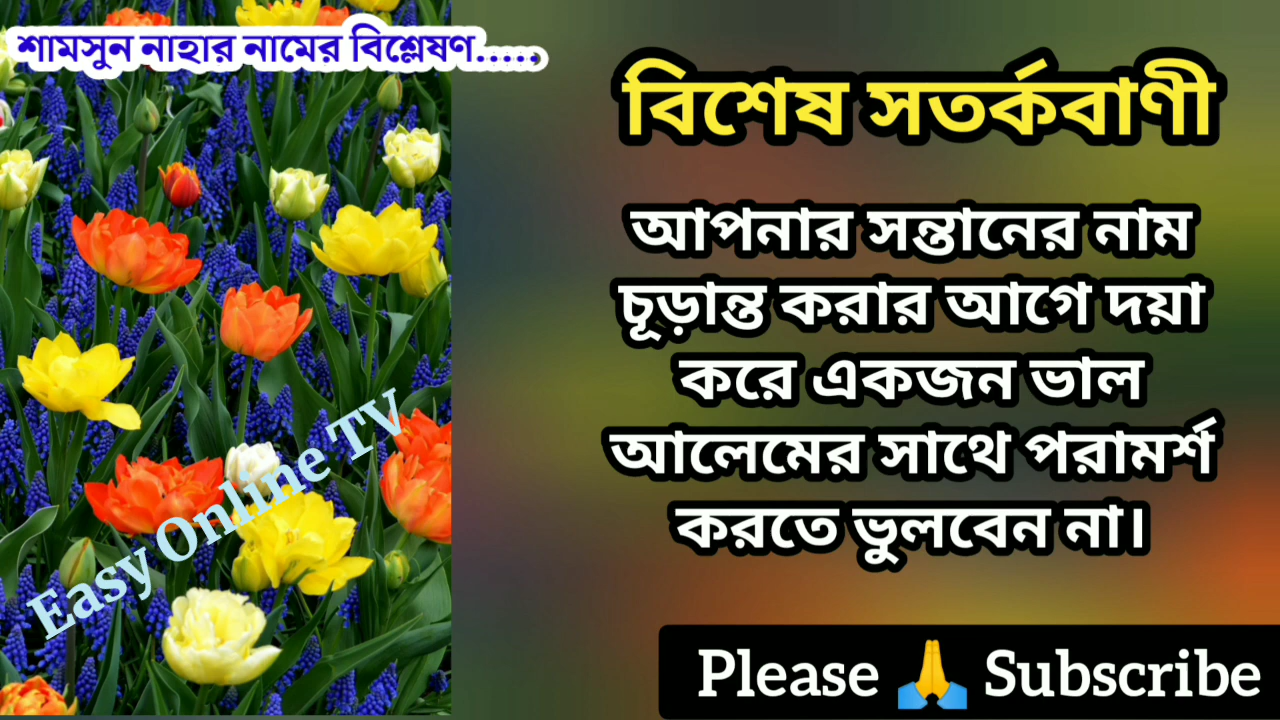 শামসুন নাহার নামের বিশ্লেষণ.....
বিশেষ সতর্কবাণী
আপনার সন্তানের নাম
চূড়ান্ত করার আগে দয়া
করে একজন ভাল
আলেমের সাথে পরামর্শ
করতে ভুলবেন না।
Easy Online TV
Please 🙏 Subscribe